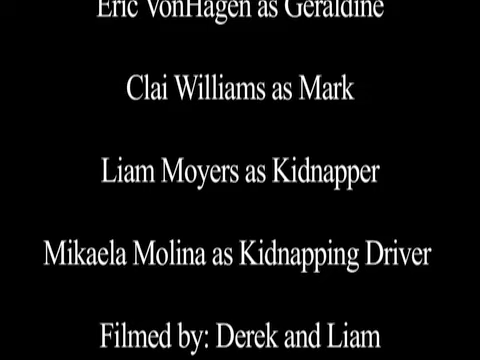 Eric VonHagen as Geraldine
Clai Williams as Mark
Liam Moyers as Kidnapper
Mikaela Molina as Kidnapping Driver
Filmed by: Derek and Liam